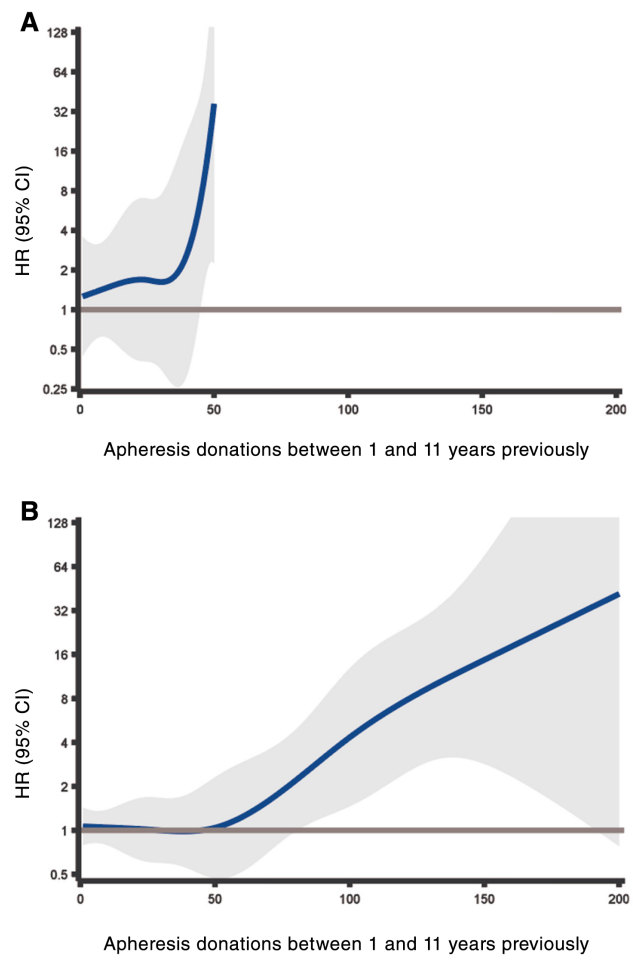 A
128
64
32
16
8
4
2
1
0.5
0.25
HR (95% CI)
0 50 100 150 200
Apheresis donations between 1 and 11 years previously
B
128
64
32
16
8
4
2
1
0.5
HR (95% CI)
0 50 100 150 200
Apheresis donations between 1 and 11 years previously